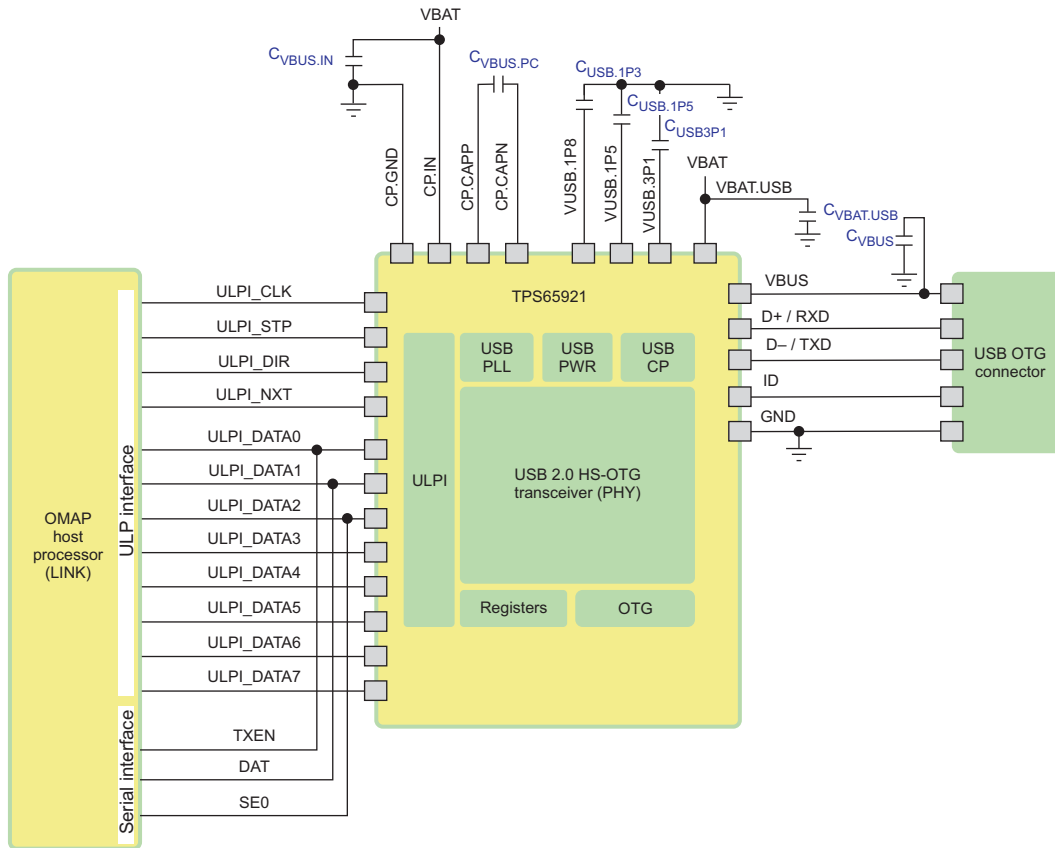 VBAT
CVBUS.IN
CVBUS.PC
CUSB.1P3
CUSB.1P5
CUSB3P1
VBAT
VBAT.USB
CVBAT.USB
CVBUS
CP.GND
CP.IN
CP.CAPP
CP.CAPN
VUSB.1P8
VUSB.1P5
VUSB.3P1
TPS65921
USB
PLL
USB
PWR
USB
CP
ULPI
USB 2.0 HS-OTG
transceiver (PHY)
Registers
OTG
VBUS
D+ / RXD
D– / TXD
ID
GND
USB OTG
connector
ULPI_CLK
ULPI_STP
ULPI_DIR
ULPI_NXT
ULPI_DATA0
ULPI_DATA1
ULPI_DATA2
ULPI_DATA3
ULPI_DATA4
ULPI_DATA5
ULPI_DATA6
ULPI_DATA7
TXEN
DAT
SE0
OMAP
host
processor
(LINK)
ULP interface
Serial interface